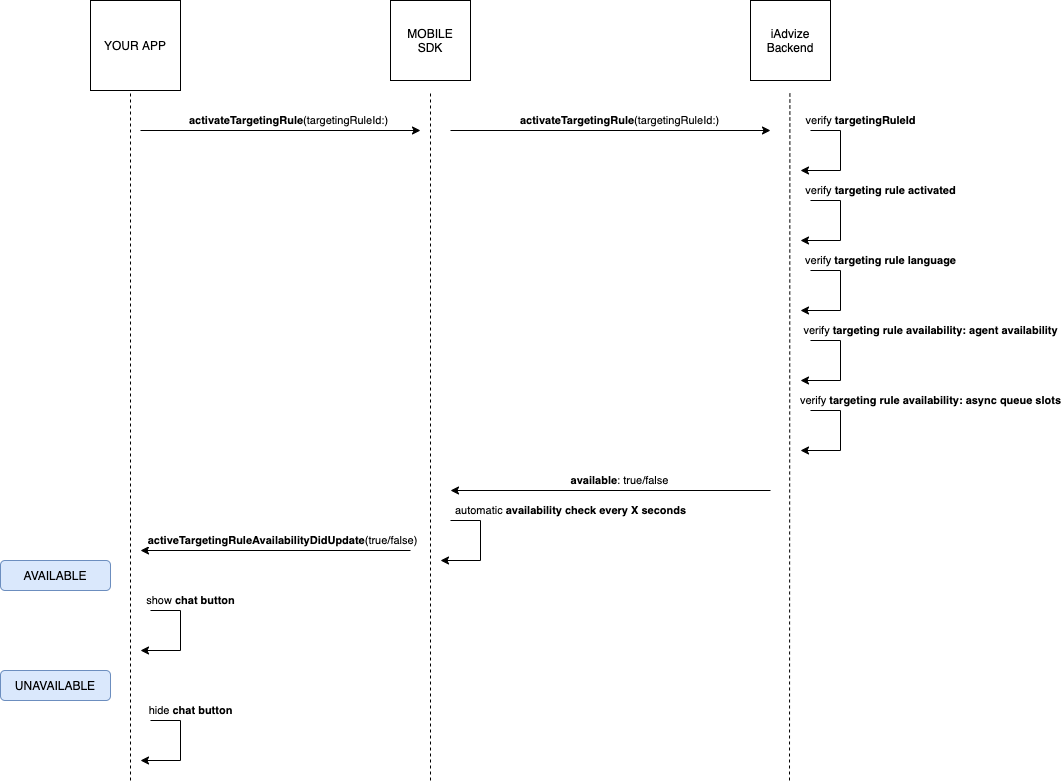 YOUR APP
MOBILE
SDK
iAdvize
Backend
activateTargetingRule(targetingRuleId:)
activateTargetingRule(targetingRuleId:)
verify targetingRuleId
verify targeting rule activated
verify targeting rule language
verify targeting rule availability: agent availability
verify targeting rule availability: async queue slots
available: true/false
automatic availability check every X seconds
activeTargetingRuleAvailabilityDidUpdate(true/false)
AVAILABLE
show chat button
UNAVAILABLE
hide chat button